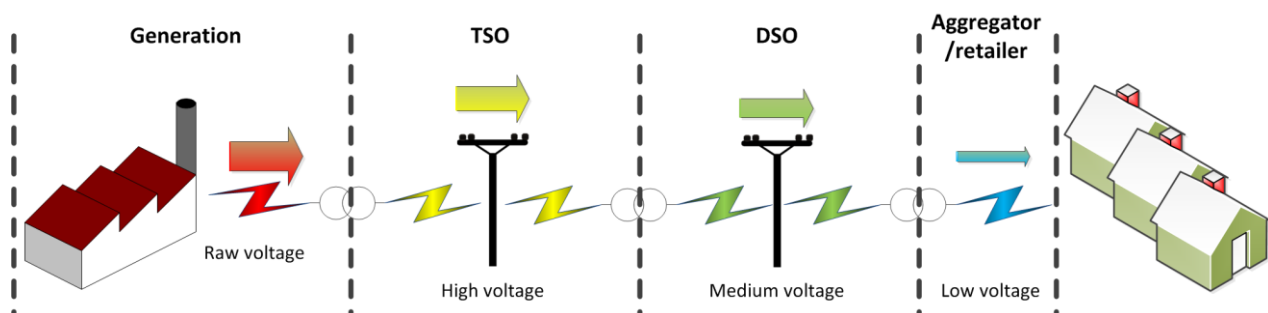 Generation
TSO
DSO
Aggregator
/retailer
Raw voltage
High voltage
Medium voltage
Low voltage